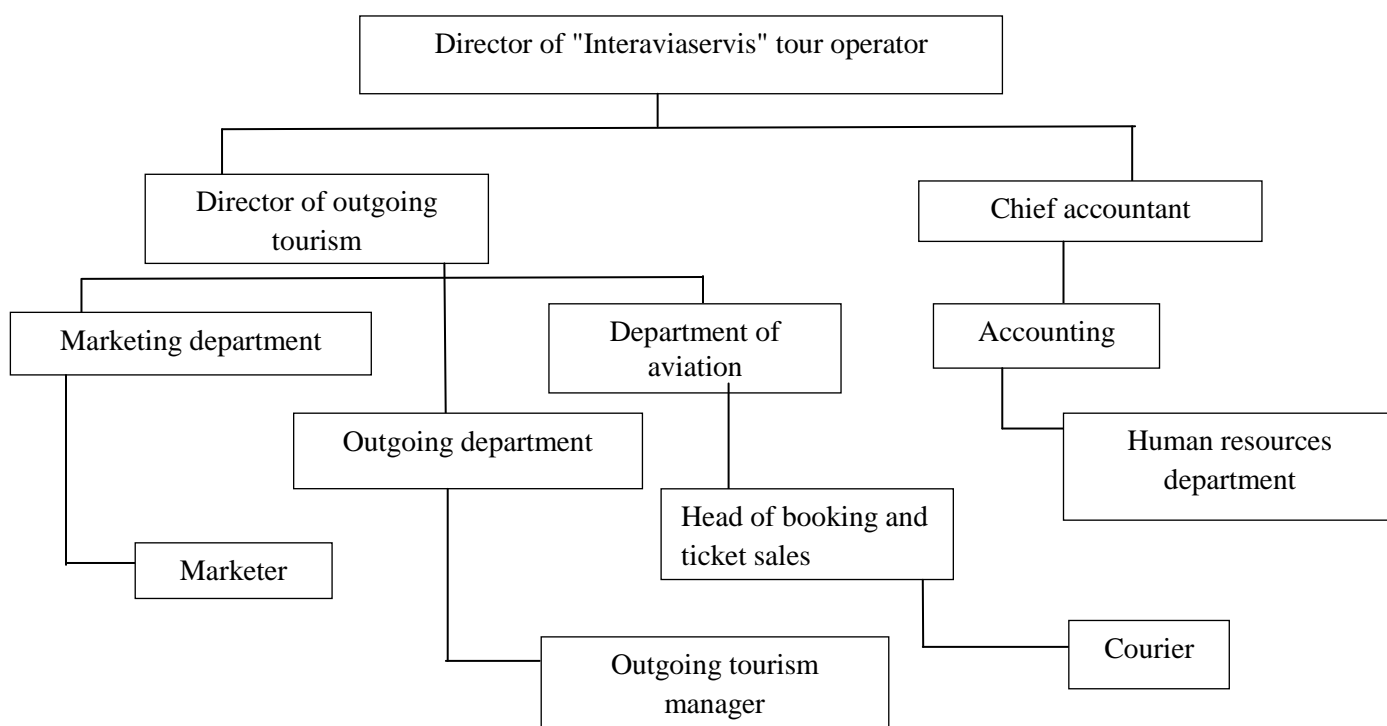 Director of "Interaviaservis" tour operator
Director of outgoing
tourism
Chief accountant
Marketing department
Department of
aviation
Accounting
Outgoing department
Human resources
department
Head of booking and
ticket sales
Marketer
Courier
Outgoing tourism
manager